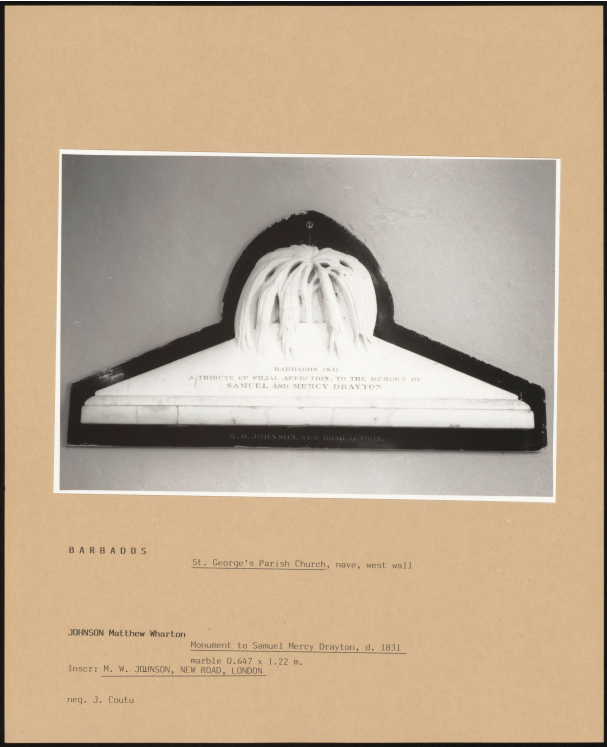 BARBADOS 1831.
A TRIBUTE OF FILIAL AFFECTION, TO THE MEMORY OF
SAMUEL AND MERCY DRAYTON
M. W. JOHNSON, NEW ROAD, LONDON.
BARBADOS
St. George's Parish Church, nave, west wall
JOHNSON Matthew Wharton
Monument to Samuel Mercy Drayton, d. 1831
marble 0.647 x 1.22 m.
Inscr: M. W. JOHNSON, NEW ROAD, LONDON
neg. J. Coutu